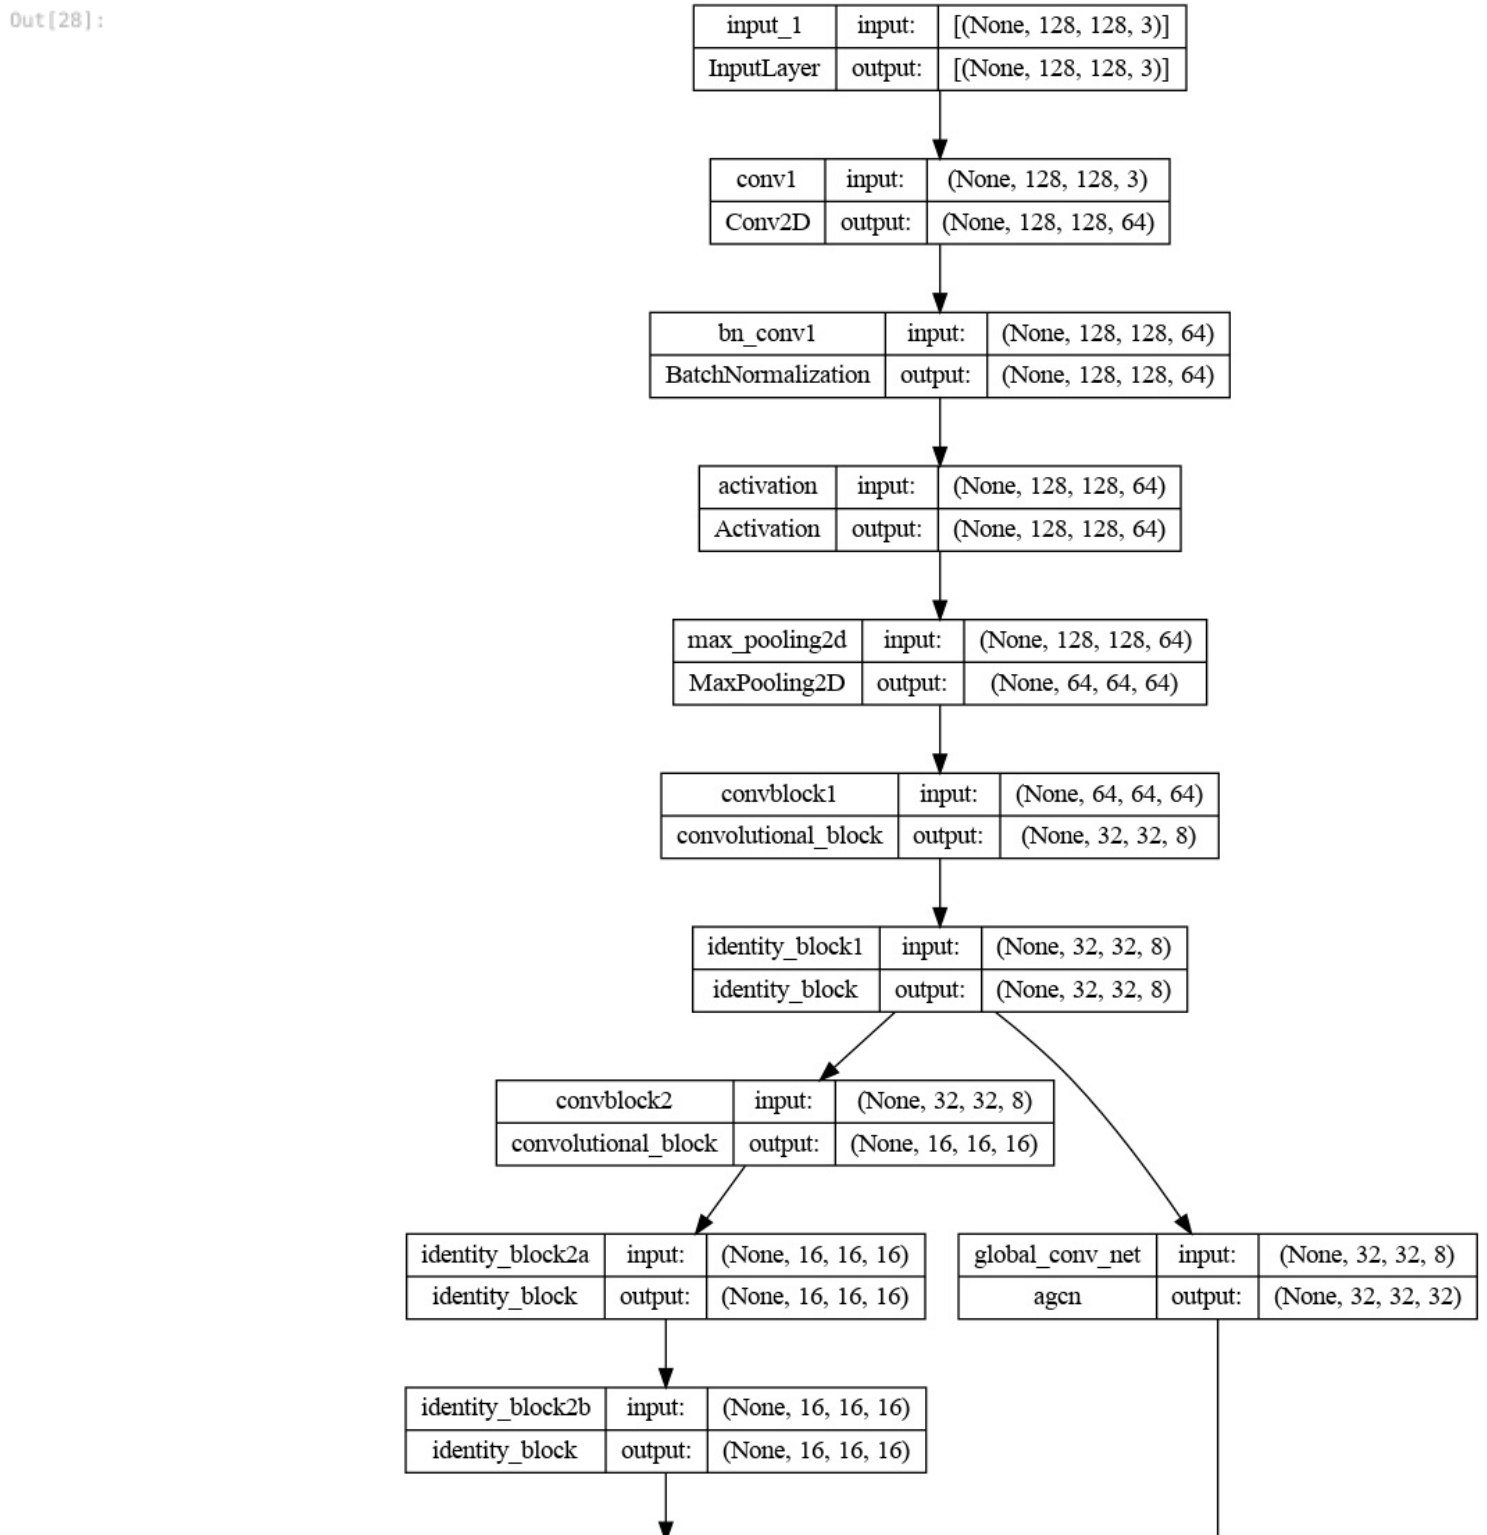 Out[28]:
input_1 input: [(None, 128, 128, 3)]
InputLayer output: [(None, 128, 128, 3)]
conv1 input: (None, 128, 128, 3)
Conv2D output: (None, 128, 128, 64)
bn_conv1 input: (None, 128, 128, 64)
BatchNormalization output: (None, 128, 128, 64)
activation input: (None, 128, 128, 64)
Activation output: (None, 128, 128, 64)
max_pooling2d input: (None, 128, 128, 64)
MaxPooling2D output: (None, 64, 64, 64)
convblock1 input: (None, 64, 64, 64)
convolutional_block output: (None, 32, 32, 8)
identity_block1 input: (None, 32, 32, 8)
identity_block output: (None, 32, 32, 8)
convblock2 input: (None, 32, 32, 8)
convolutional_block output: (None, 16, 16, 16)
identity_block2a input: (None, 16, 16, 16)
identity_block output: (None, 16, 16, 16)
global_conv_net input: (None, 32, 32, 8)
agcn output: (None, 32, 32, 32)
identity_block2b input: (None, 16, 16, 16)
identity_block output: (None, 16, 16, 16)